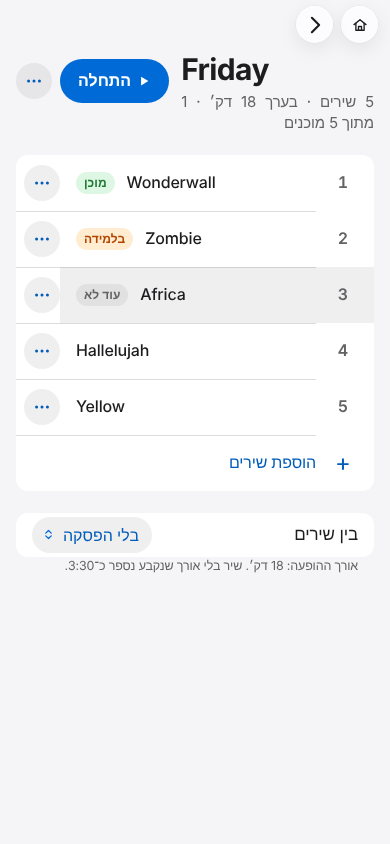 Friday
התחלה
5 שירים · בערך 18 דק׳ · 1
מתוך 5 מוכנים
1 Wonderwall מוכן
2 Zombie בלמידה
3 Africa עוד לא
4 Hallelujah
5 Yellow
+ הוספת שירים
בין שירים בלי הפסקה
אורך ההופעה: 18 דק׳. שיר בלי אורך שנקבע נספר כ־3:30.